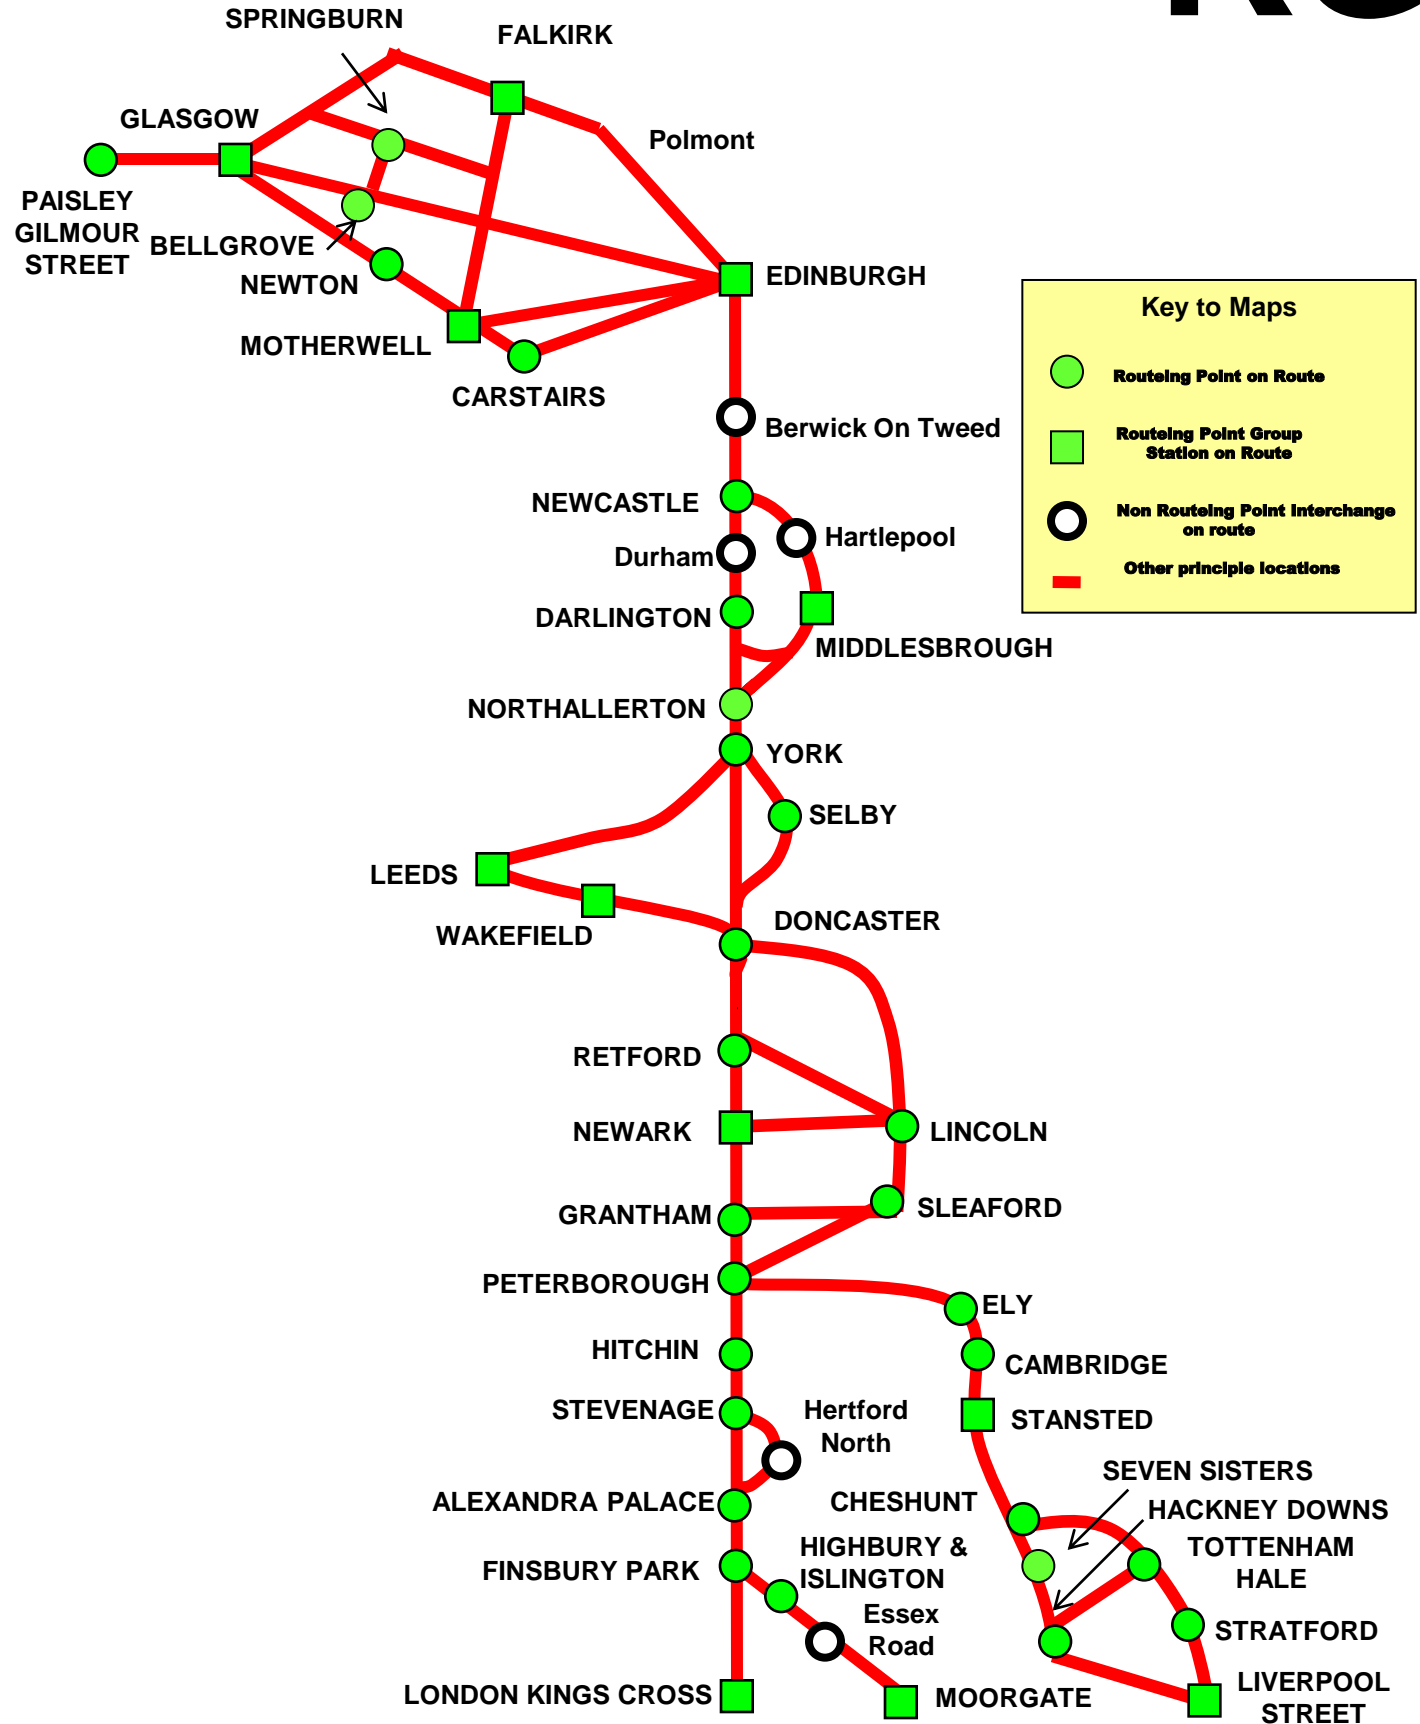 SPRINGBURN
FALKIRK
GLASGOW
Polmont
PAISLEY
GILMOUR
STREET
BELLGROVE
NEWTON
EDINBURGH
MOTHERWELL
CARSTAIRS
Key to Maps
Routeing Point on Route
Routeing Point Group
Station on Route
Non Routeing Point Interchange
on route
Other principle locations
Berwick On Tweed
NEWCASTLE
Hartlepool
Durham
DARLINGTON
MIDDLESBROUGH
NORTHALLERTON
YORK
SELBY
LEEDS
WAKEFIELD
DONCASTER
RETFORD
NEWARK
LINCOLN
GRANTHAM
SLEAFORD
PETERBOROUGH
ELY
HITCHIN
CAMBRIDGE
STEVENAGE
Hertford
North
STANSTED
SEVEN SISTERS
ALEXANDRA PALACE
CHESHUNT
HACKNEY DOWNS
FINSBURY PARK
HIGHBURY &
ISLINGTON
TOTTENHAM
HALE
Essex
Road
STRATFORD
LONDON KINGS CROSS
MOORGATE
LIVERPOOL
STREET